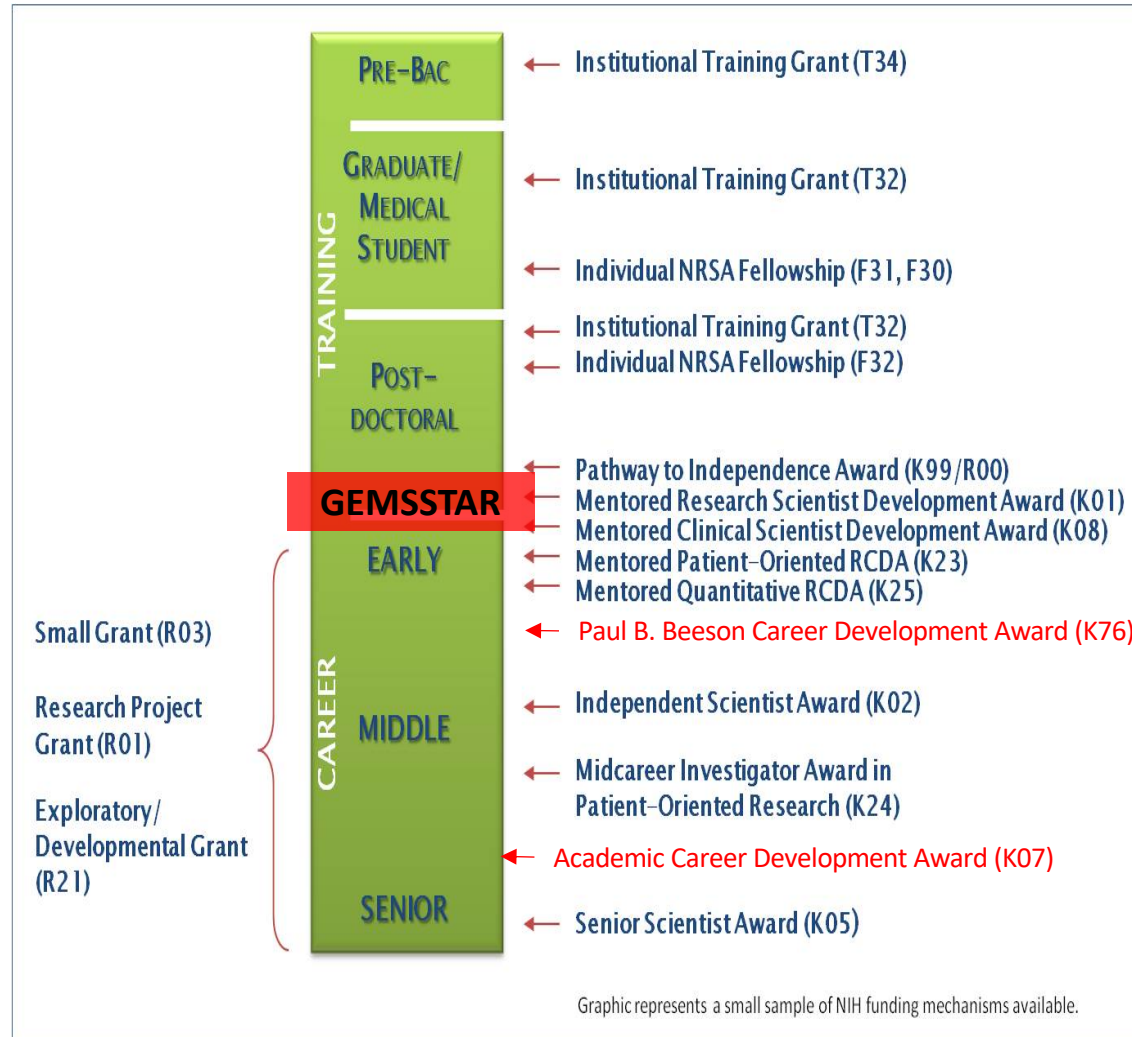 PRE-BAC
Institutional Training Grant (T34)
GRADUATE/
MEDICAL
STUDENT
Institutional Training Grant (T32)
Individual NRSA Fellowship (F31, F30)
TRAINING
Institutional Training Grant (T32)
Individual NRSA Fellowship (F32)
POST-
DOCTORAL
Pathway to Independence Award (K99/R00)
GEMSSTAR
Mentored Research Scientist Development Award (K01)
Mentored Clinical Scientist Development Award (K08)
EARLY
Mentored Patient-Oriented RCDA (K23)
Mentored Quantitative RCDA (K25)
Small Grant (R03)
Paul B. Beeson Career Development Award (K76)
Research Project
Grant (R01)
CAREER
MIDDLE
Independent Scientist Award (K02)
Midcareer Investigator Award in
Patient-Oriented Research (K24)
Exploratory/
Developmental Grant
(R21)
Academic Career Development Award (K07)
SENIOR
Senior Scientist Award (K05)
Graphic represents a small sample of NIH funding mechanisms available.